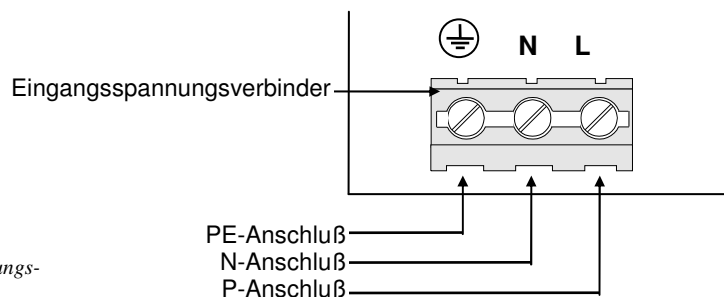 N L
Eingangsspannungsverbinder
PE-Anschluß
N-Anschluß
P-Anschluß